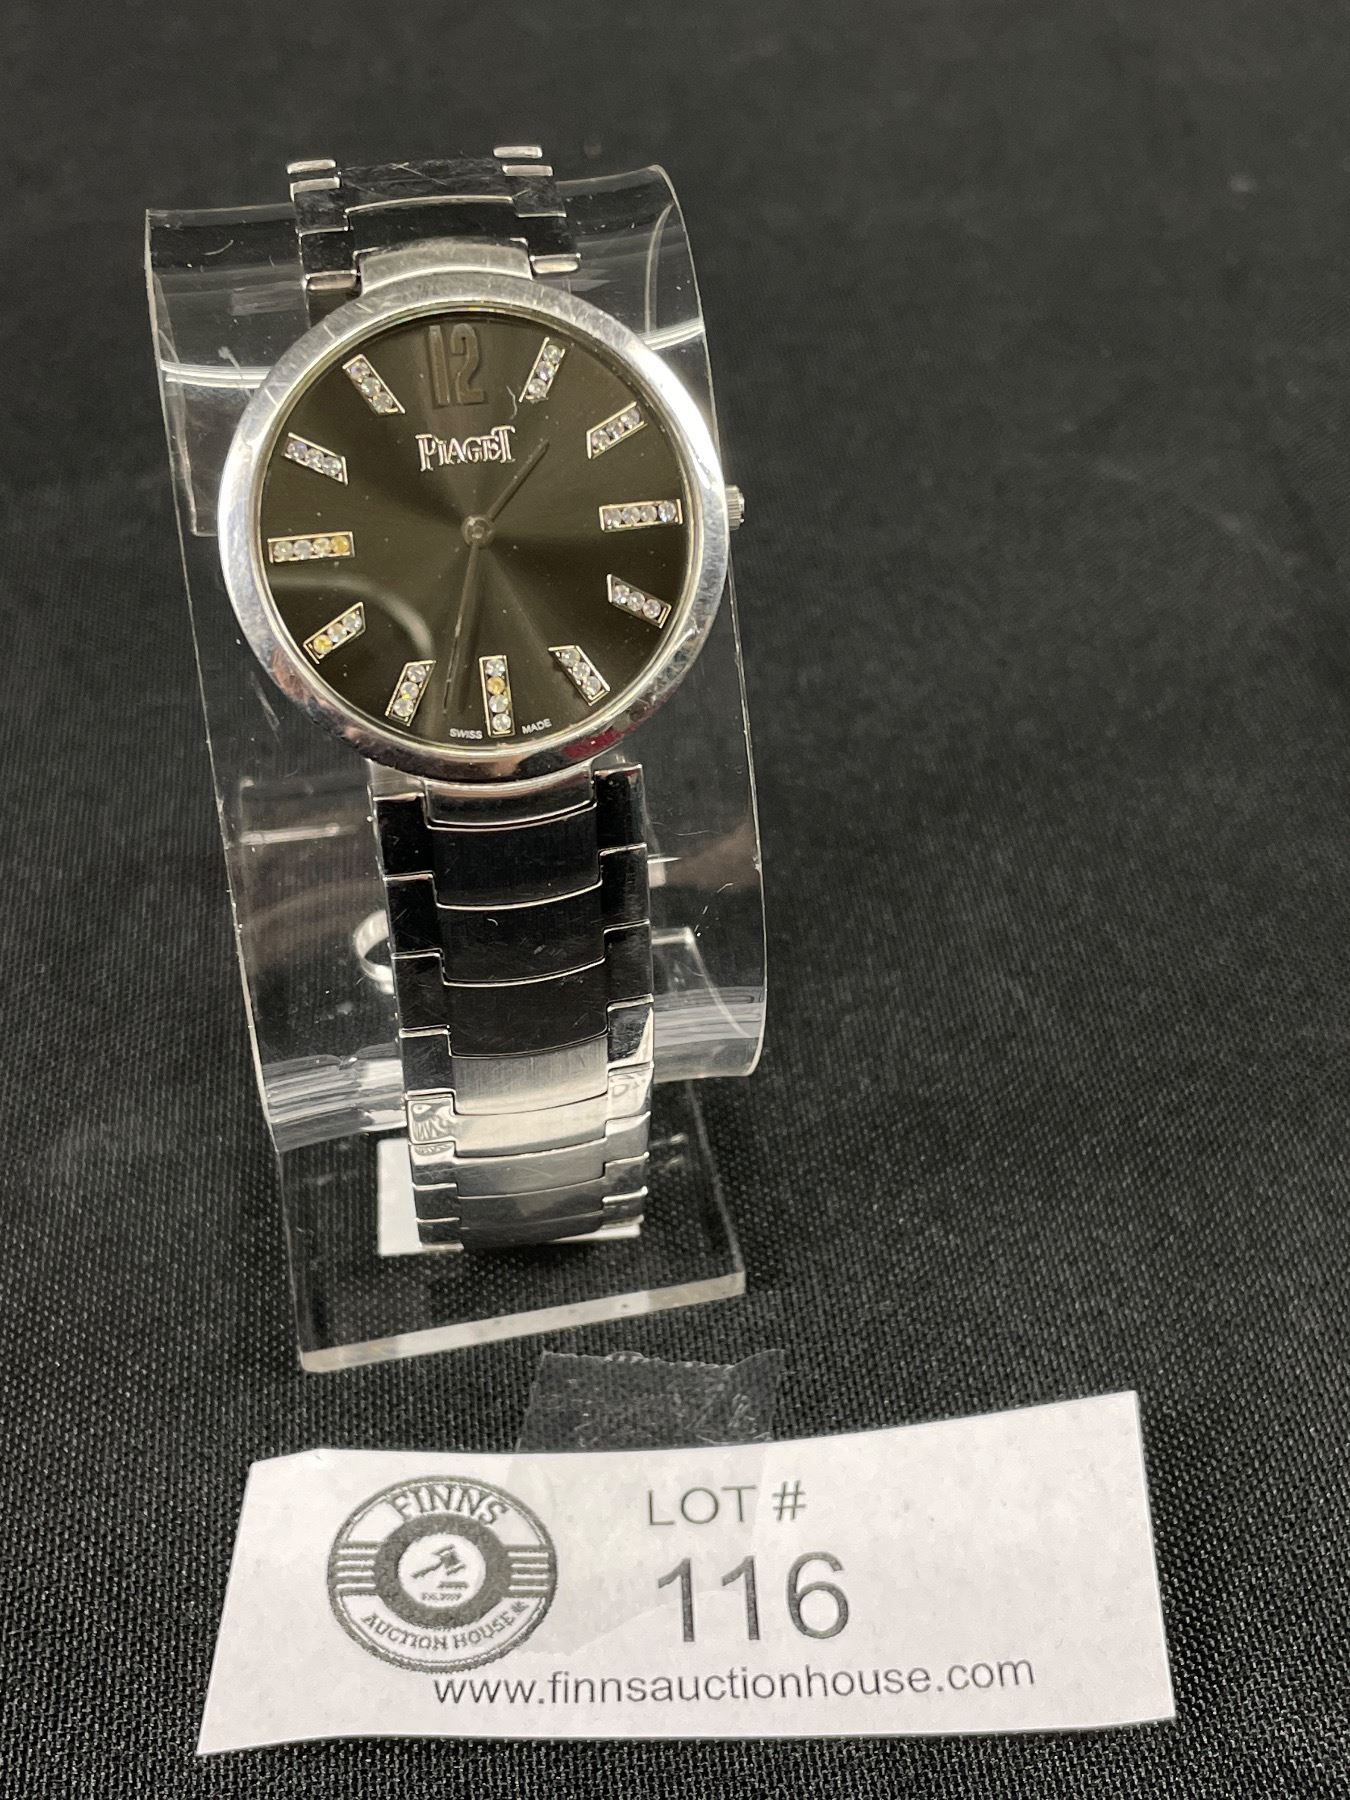 12
PIAGET
SWISS MADE
FINNS
AUCTION HOUSE
LOT #
116
www.finnsauctionhouse.com